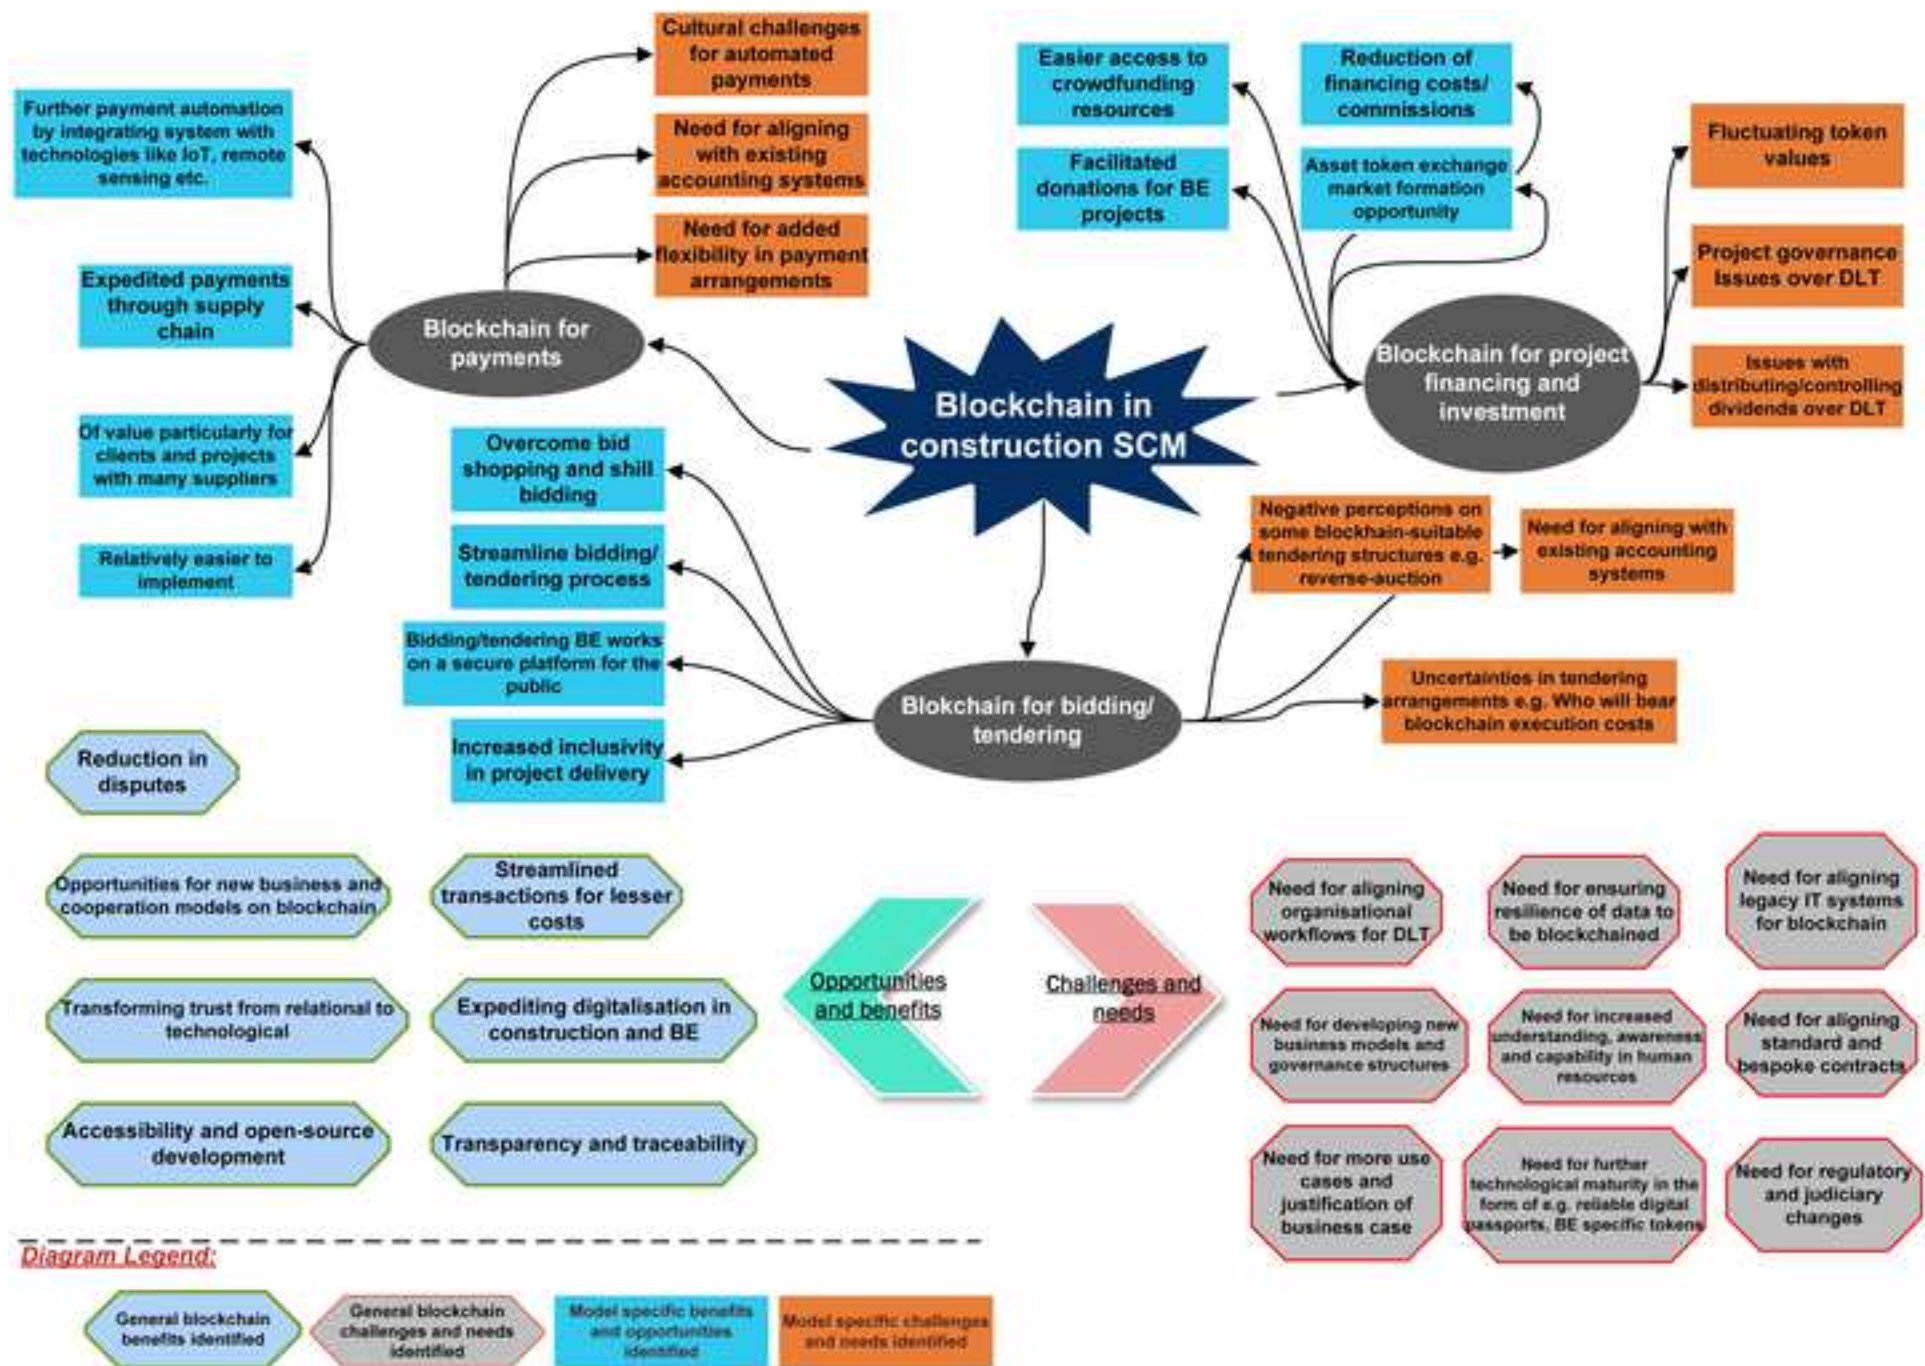 Cultural challenges
for automated
payments
Need for aligning
with existing
accounting systems
Need for added
flexibility in payment
arrangements
Further payment automation
by integrating system with
technologies like IoT, remote
sensing etc.
Expedited payments
through supply
chain
Of value particularly for
clients and projects
with many suppliers
Relatively easier to
implement
Blockchain for
payments
Easier access to
crowdfunding
resources
Facilitated
donations for BE
projects
Reduction of
financing costs/
commissions
Asset token exchange
market formation
opportunity
Fluctuating token
values
Project governance
Issues over DLT
Issues with
distributing/controlling
dividends over DLT
Blockchain for project
financing and
investment
Blockchain in
construction SCM
Overcome bid
shopping and shill
bidding
Streamline bidding/
tendering process
Bidding/tendering BE works
on a secure platform for the
public
Increased inclusivity
in project delivery
Blokchain for bidding/
tendering
Negative perceptions on
some blockhain-suitable
tendering structures e.g.
reverse-auction
Need for aligning with
existing accounting
systems
Uncertainties in tendering
arrangements e.g. Who will bear
blockchain execution costs
Reduction in
disputes
Opportunities for new business and
cooperation models on blockchain
Streamlined
transactions for lesser
costs
Transforming trust from relational to
technological
Expediting digitalisation in
construction and BE
Accessibility and open-source
development
Transparency and traceability
Opportunities
and benefits
Challenges and
needs
Need for aligning
organisational
workflows for DLT
Need for ensuring
resilience of data to
be blockchained
Need for aligning
legacy IT systems
for blockchain
Need for developing new
business models and
governance structures
Need for increased
understanding, awareness
and capability in human
resources
Need for aligning
standard and
bespoke contracts
Need for more use
cases and
justification of
business case
Need for further
technological maturity in the
form of e.g. reliable digital
passports, BE specific tokens
Need for regulatory
and judiciary
changes
Diagram Legend:
General blockchain
benefits identified
General blockchain
challenges and needs
identified
Model specific benefits
and opportunities
identified
Model specific challenges
and needs identified